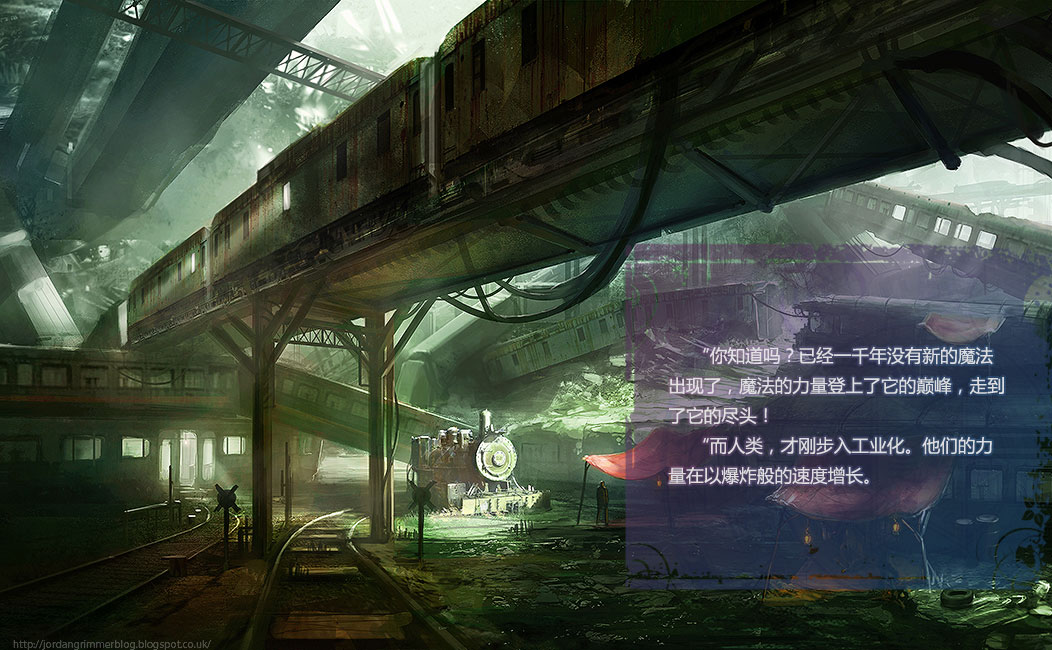 “你知道吗？已经一千年没有新的魔法
出现了，魔法的力量登上了它的巅峰，走到
了它的尽头！
“而人类，才刚步入工业化。他们的力
量在以爆炸般的速度增长。
http://jordangrimmerblog.blogspot.co.uk/